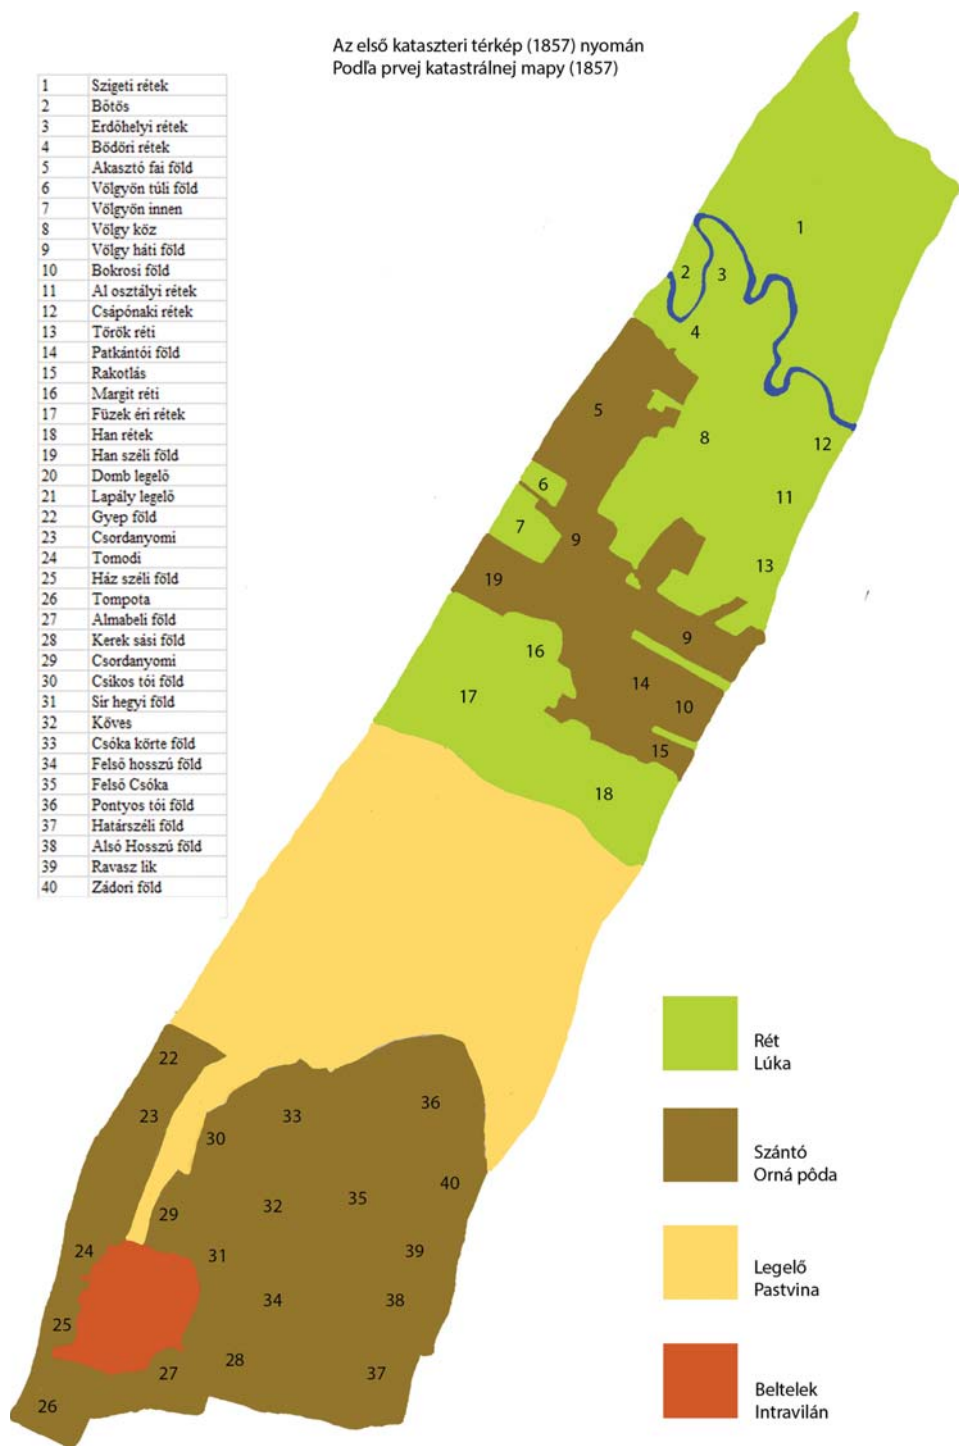 Az első kataszteri térkép (1857) nyomán
Podľa prvej katastrálnej mapy (1857)
1 Szigeti rétek
2 Bötös
3 Erdőhelyi rétek
4 Bödöri rétek
5 Akasztó fai föld
6 Völgyön túli föld
7 Völgyön innen
8 Völgy köz
9 Völgy háti föld
10 Bokrosi föld
11 Al osztályi rétek
12 Csápónaki rétek
13 Török réti
14 Patkántói föld
15 Rakotlás
16 Margit réti
17 Füzek éri rétek
18 Han rétek
19 Han széli föld
20 Domb legelő
21 Lapály legelő
22 Gyep föld
23 Csordanyomi
24 Tomodi
25 Ház széli föld
26 Tompota
27 Almabeli föld
28 Kerek sási föld
29 Csordanyomi
30 Csikos tói föld
31 Sír hegyi föld
32 Köves
33 Csóka körte föld
34 Felső hosszú föld
35 Felső Csóka
36 Pontyos tói föld
37 Határszéli föld
38 Alsó Hosszú föld
39 Ravasz lik
40 Zádori föld
1
2
3
4
5
8
12
6
11
7
9
13
19
9
16
14
17
10
15
18
22
36
23
33
30
40
35
32
29
24
31
39
34
38
25
28
27
37
26
Rét
Lúka
Szántó
Orná pôda
Legelő
Pastvina
Beltelek
Intravilán